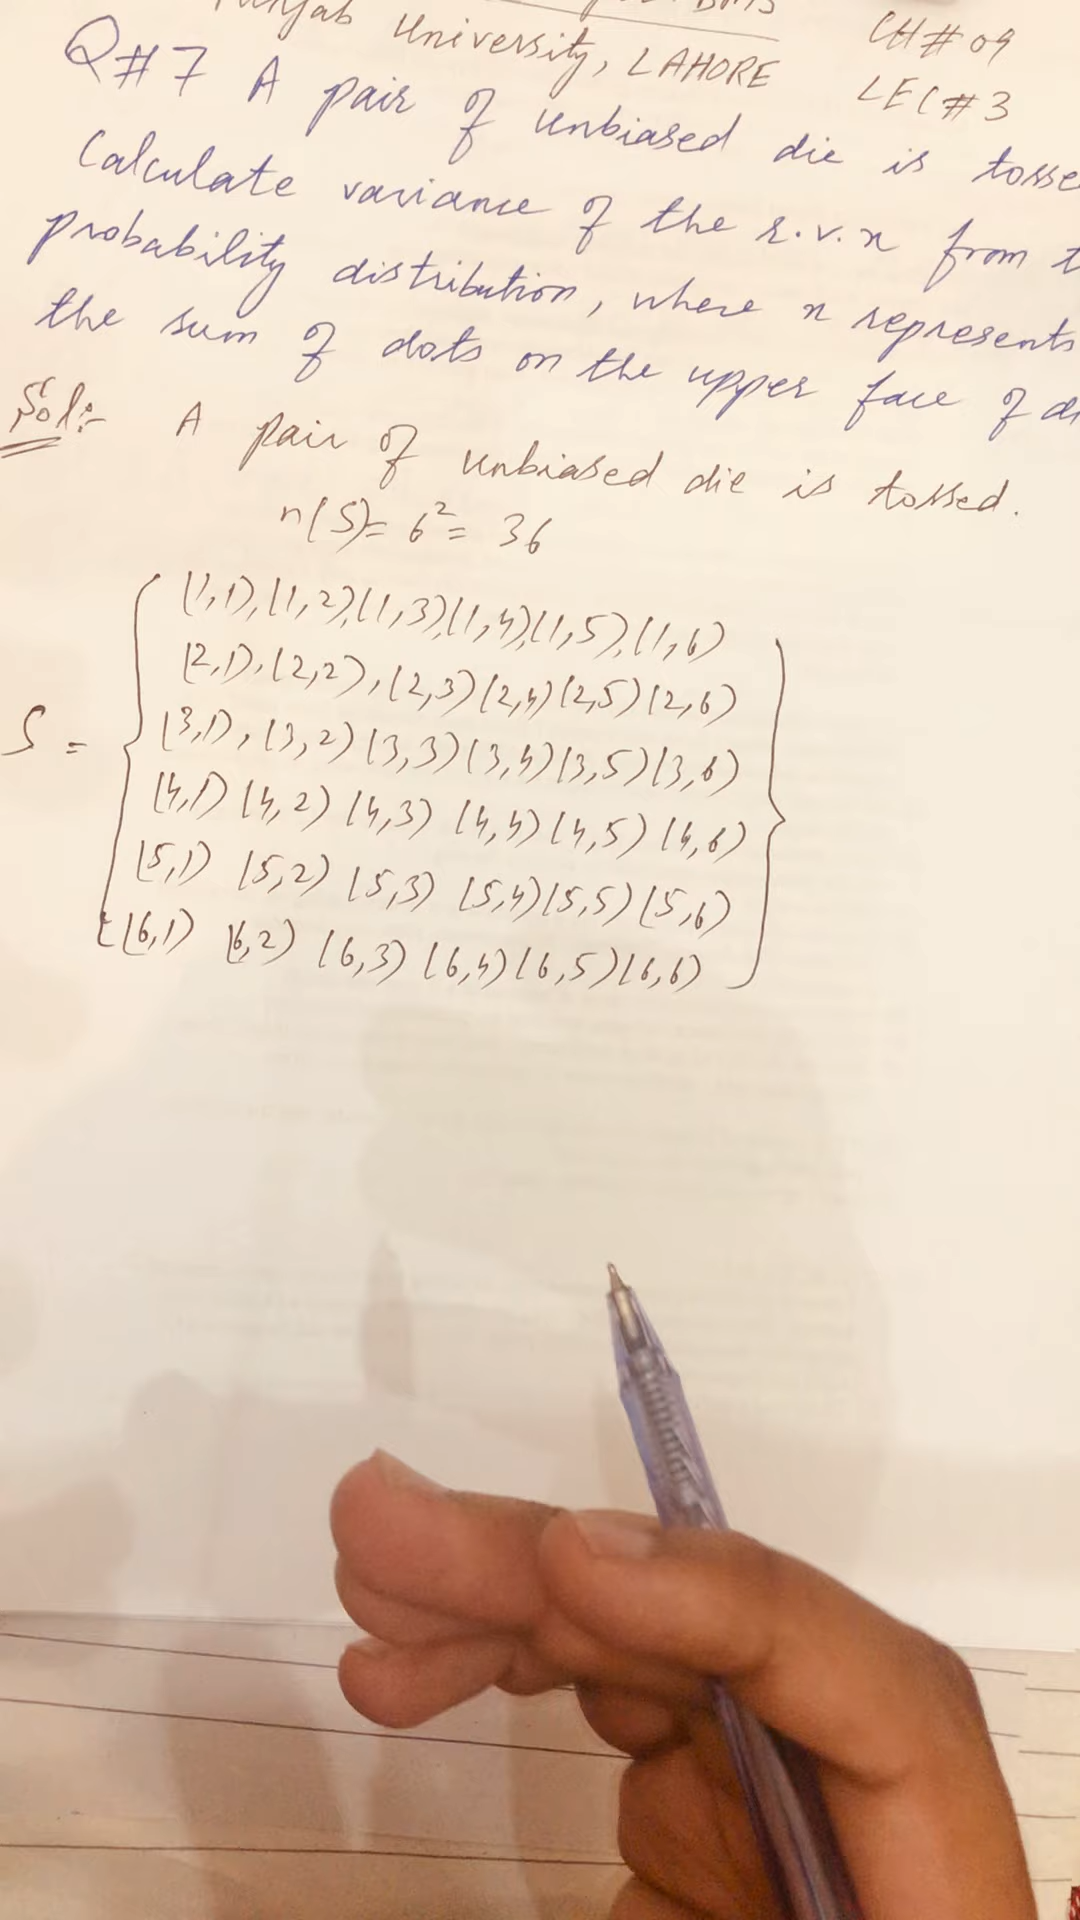 University, LAHORE
CH # 09
LEC # 3
Q#7 A pair of unbiased die is tosse
Calculate variance of the r.v.x from t
probability distribution, where x represents
the sum of dots on the upper face of
Sol:- A pair of unbiased die is tossed.
n(S)= 6²= 36
(1,1),(1,2),(1,3),(1,4),(1,5),(1,6)
(2,1),(2,2),(2,3)(2,4)(2,5)(2,6)
S = (3,1),(3,2)(3,3)(3,4)(3,5)(3,6)
(4,1)(4,2)(4,3)(4,4)(4,5)(4,6)
(5,1)(5,2)(5,3)(5,4)(5,5)(5,6)
(6,1)(6,2)(6,3)(6,4)(6,5)(6,6)